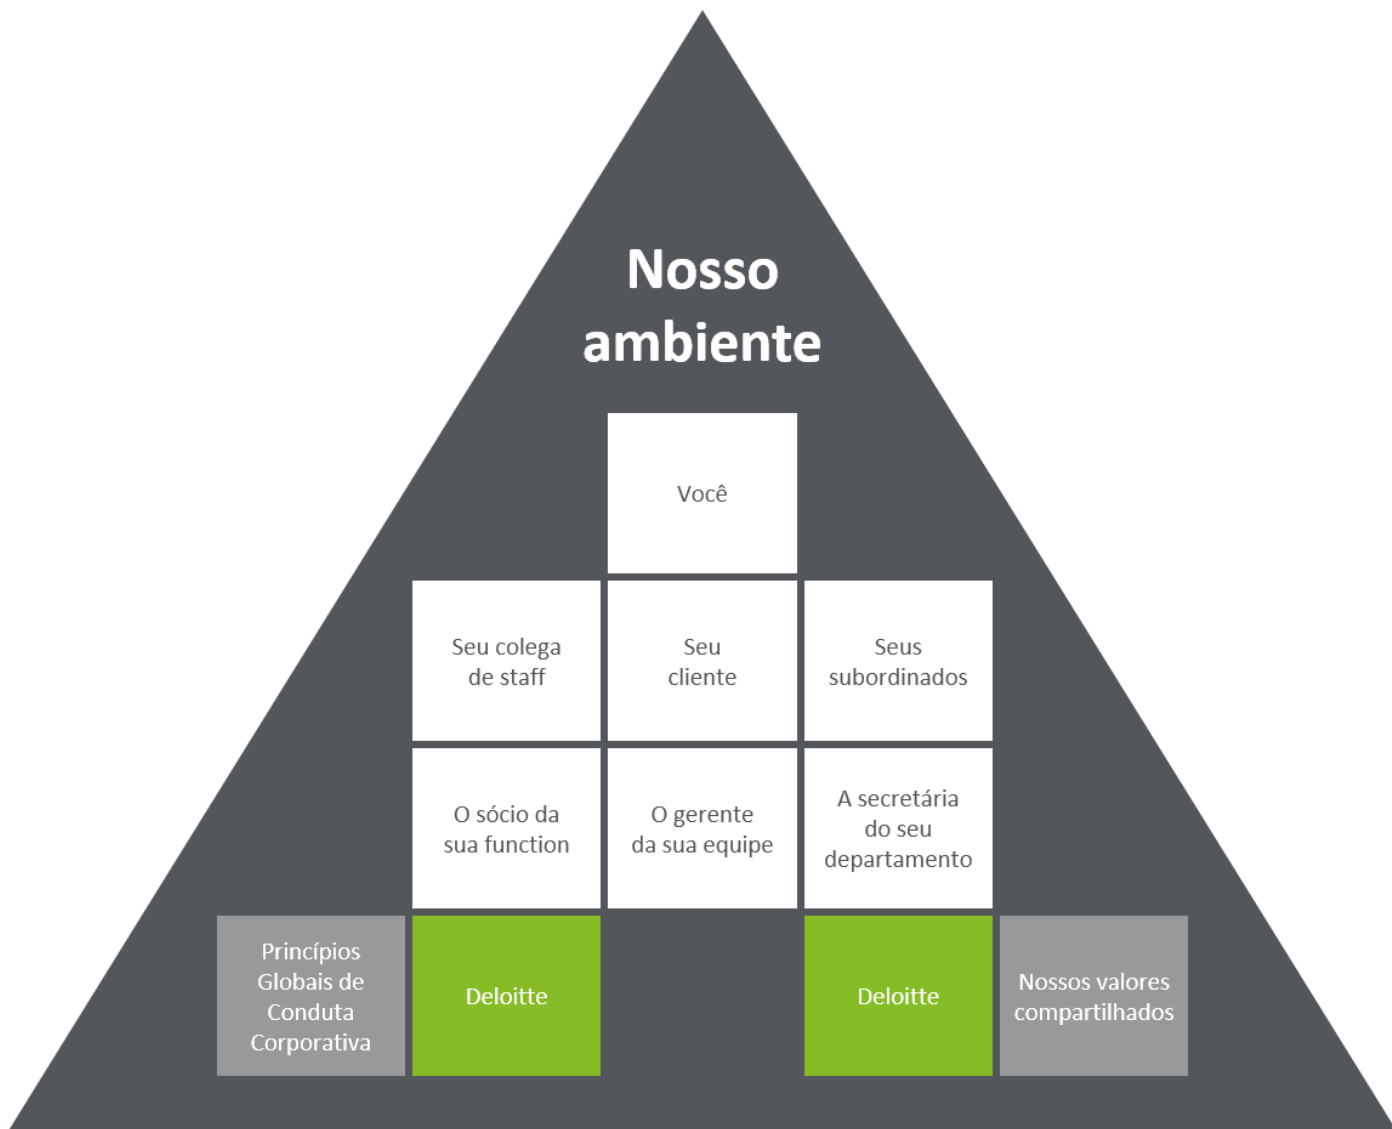 Nosso
ambiente
Você
Seu colega
de staff
Seu
cliente
Seus
subordinados
O sócio da
sua function
O gerente
da sua equipe
A secretária
do seu
departamento
Princípios
Globais de
Conduta
Corporativa
Deloitte
Deloitte
Nossos valores
compartilhados